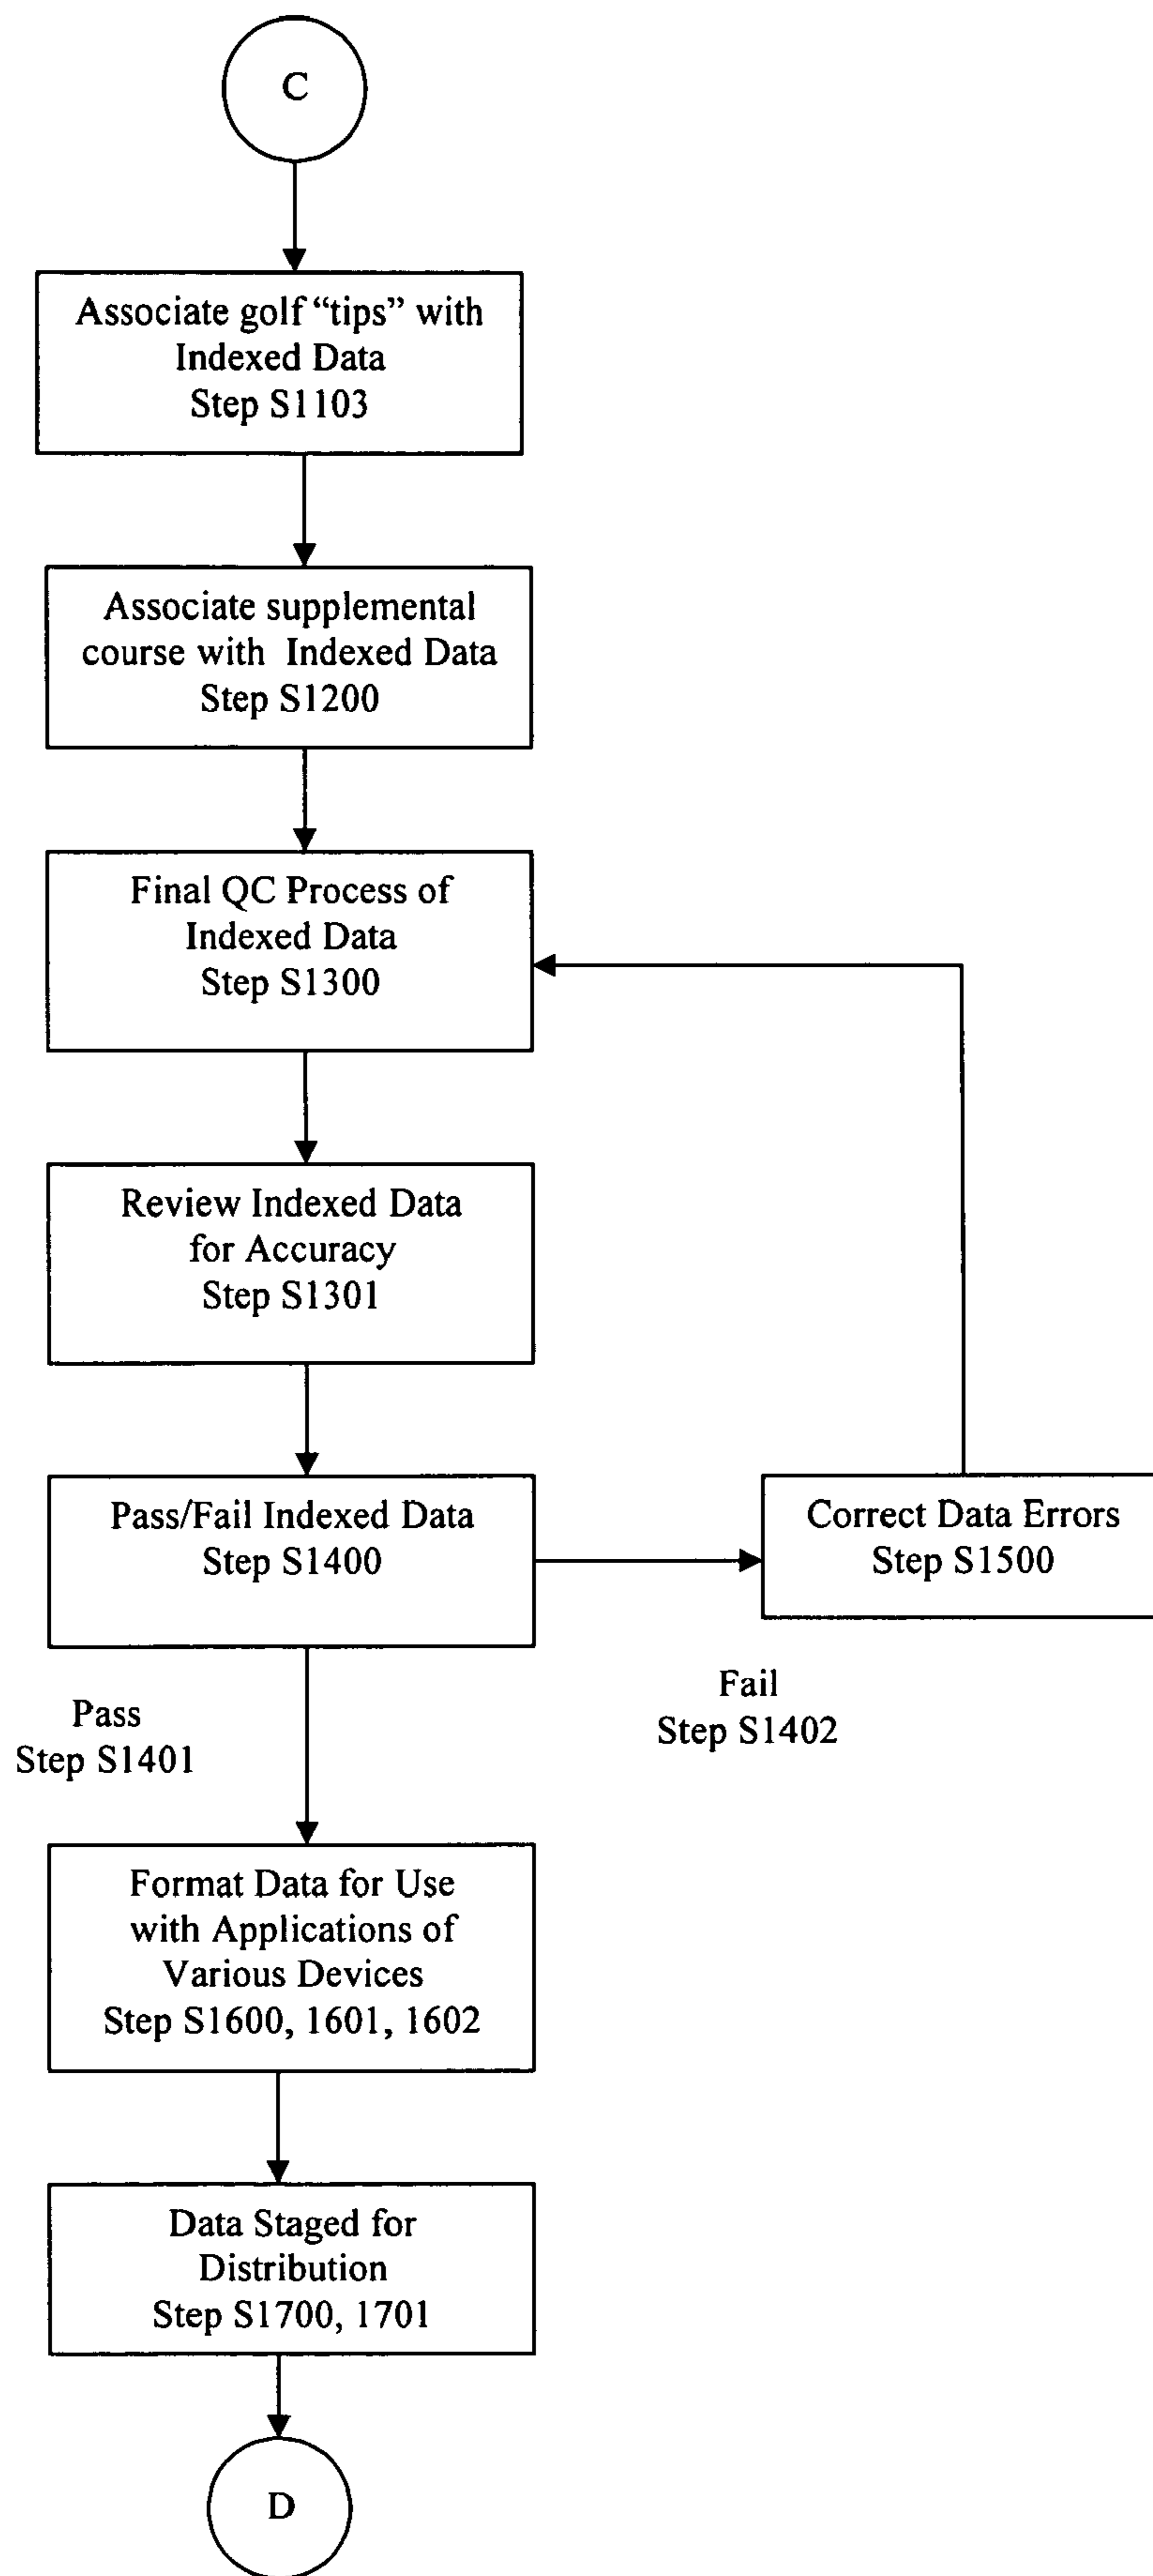 C
Associate golf “tips” with
Indexed Data
Step S1103
Associate supplemental
course with Indexed Data
Step S1200
Final QC Process of
Indexed Data
Step S1300
Review Indexed Data
for Accuracy
Step S1301
Pass/Fail Indexed Data
Step S1400
Correct Data Errors
Step S1500
Fail
Step S1402
Pass
Step S1401
Format Data for Use
with Applications of
Various Devices
Step S1600, 1601, 1602
Data Staged for
Distribution
Step S1700, 1701
D